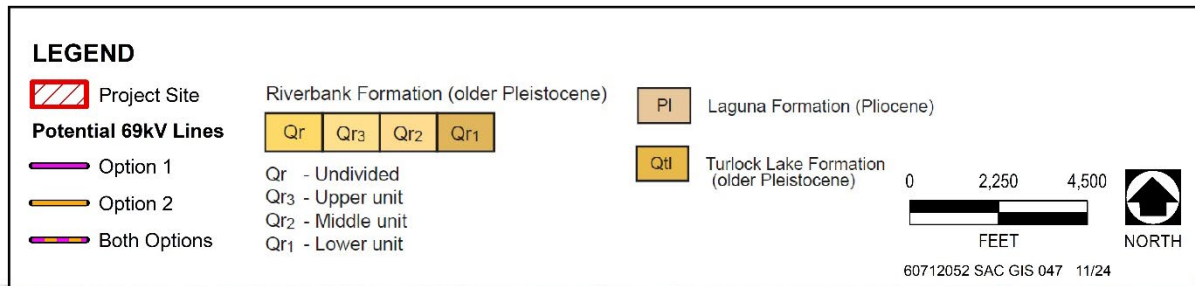 LEGEND
Project Site
Potential 69kV Lines
Option 1
Option 2
Both Options
Riverbank Formation (older Pleistocene)
Qr Qr3 Qr2 Qr1
Qr - Undivided
Qr3 - Upper unit
Qr2 - Middle unit
Qr1 - Lower unit
Pl Laguna Formation (Pliocene)
Qtl Turlock Lake Formation
(older Pleistocene)
0 2,250 4,500
FEET
NORTH
60712052 SAC GIS 047 11/24